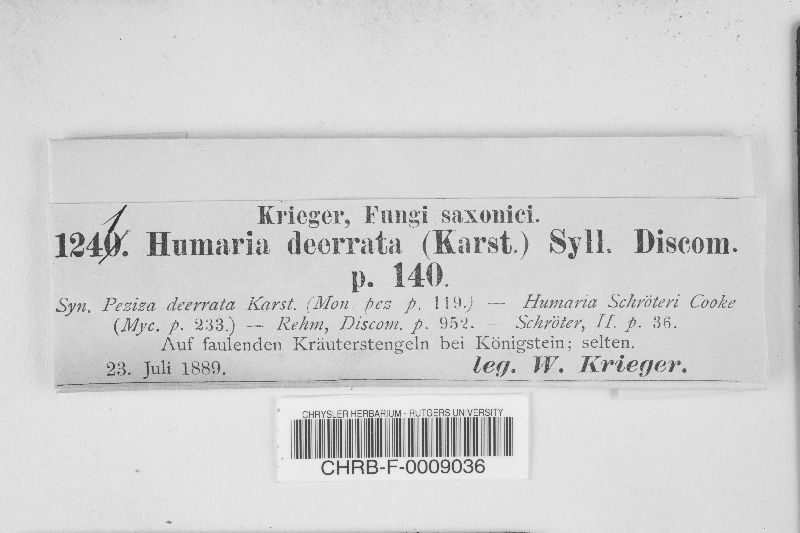 Krieger, Fungi saxonici.
1241. Humaria deerrata (Karst.) Syll. Discom.
p. 140.
Syn. Peziza deerrata Karst. (Mon. pez p. 119.) — Humaria Schröteri Cooke
(Myc. p. 233.) — Rehm, Discom. p. 952. — Schröter, II. p. 36.
Auf faulenden Kräuterstengeln bei Königstein; selten.
23. Juli 1889. leg. W. Krieger.
CHRYSLER HERBARIUM - RUTGERS UNIVERSITY
CHRB-F-0009036